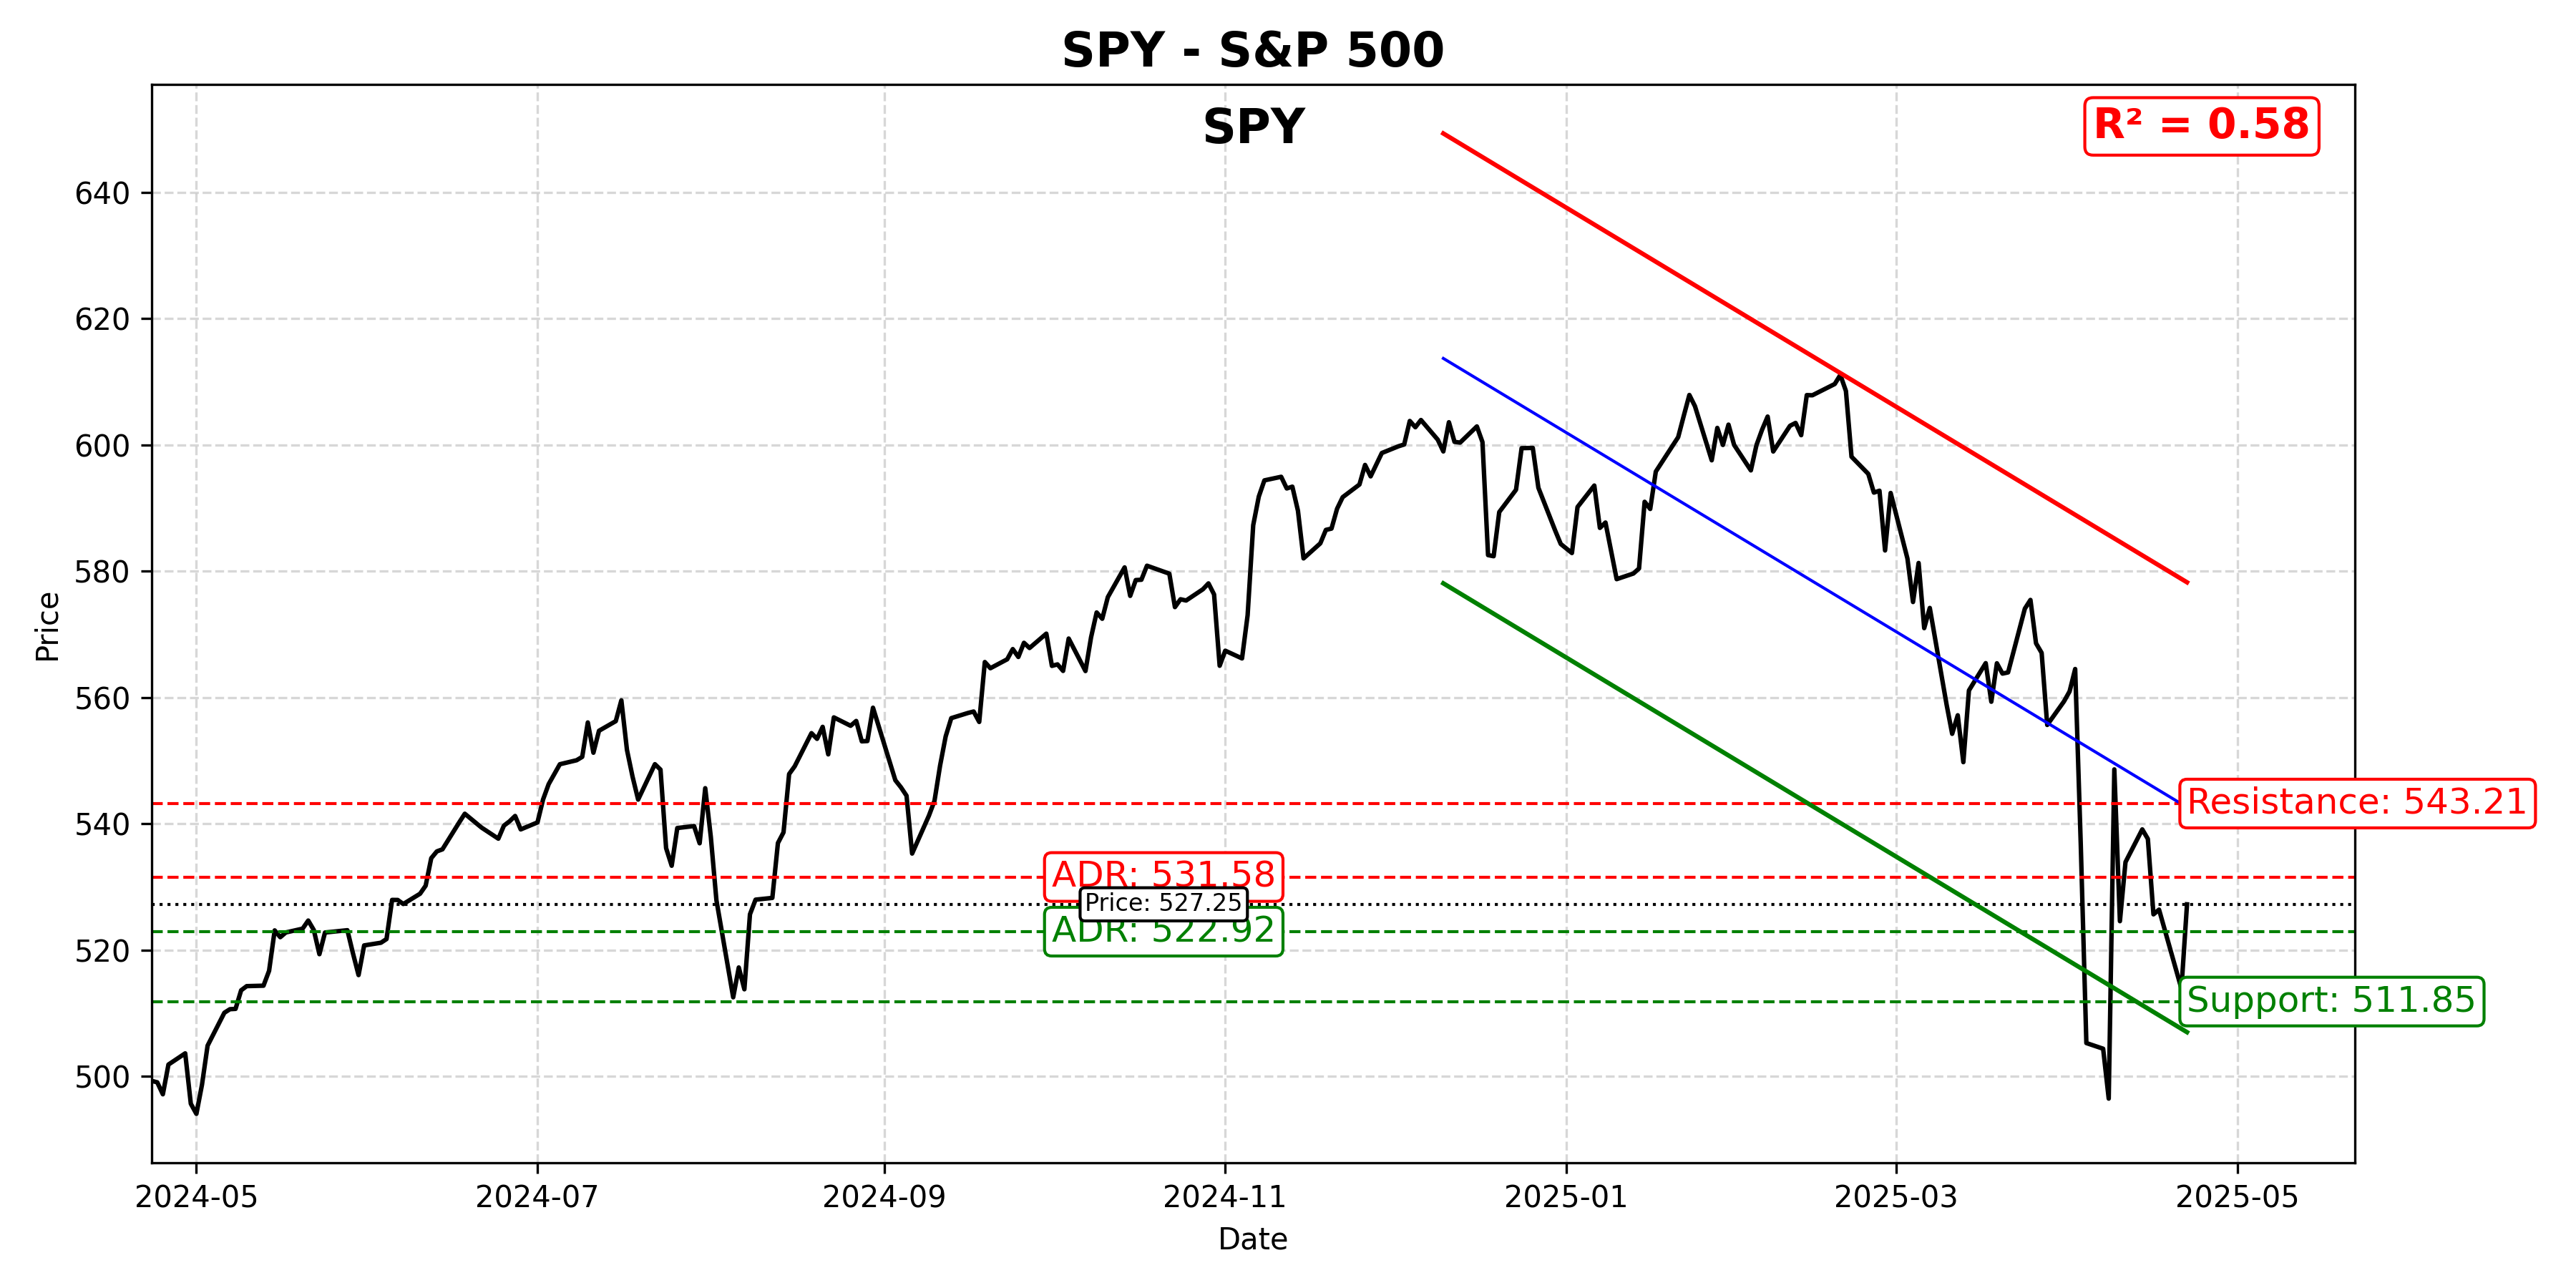 SPY - S&P 500
SPY
R² = 0.58
640
620
600
580
560
540
520
500
Price
Resistance: 543.21
ADR: 531.58
Price: 527.25
ADR: 522.92
Support: 511.85
2024-05
2024-07
2024-09
2024-11
2025-01
2025-03
2025-05
Date